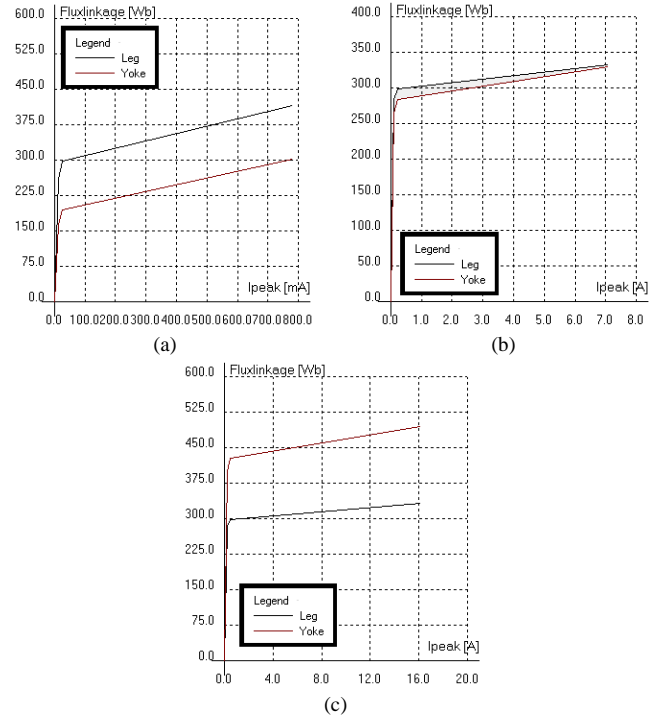 Fluxlinkage [Wb]
600.0
525.0
450.0
375.0
300.0
225.0
150.0
75.0
0.0
Legend
Leg
Yoke
Ipeak [mA]
0.0 100.0 200.0 300.0 400.0 500.0 600.0 700.0 800.0
(a)
Fluxlinkage [Wb]
400.0
350.0
300.0
250.0
200.0
150.0
100.0
50.0
0.0
Legend
Leg
Yoke
Ipeak [A]
0.0 1.0 2.0 3.0 4.0 5.0 6.0 7.0 8.0
(b)
Fluxlinkage [Wb]
600.0
525.0
450.0
375.0
300.0
225.0
150.0
75.0
0.0
Legend
Leg
Yoke
Ipeak [A]
0.0 4.0 8.0 12.0 16.0 20.0
(c)